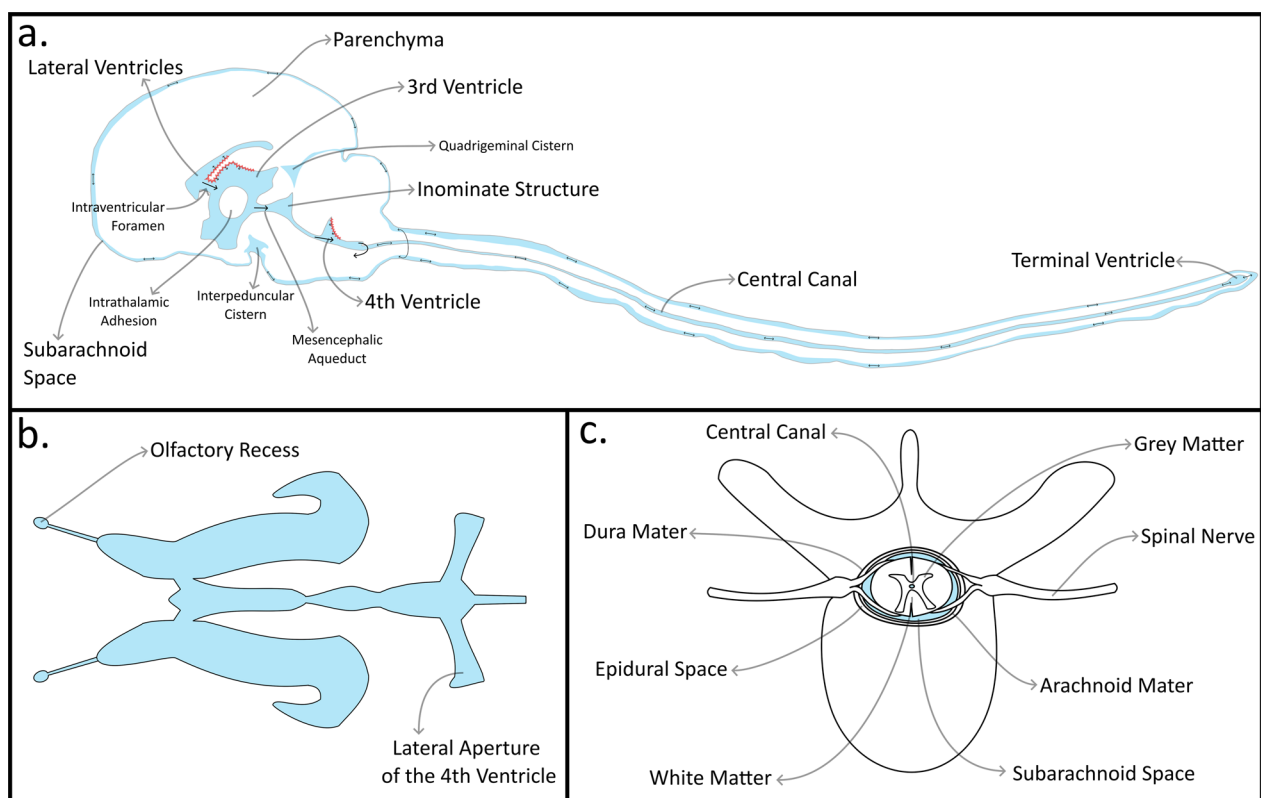 a.
Parenchyma
Lateral Ventricles
3rd Ventricle
Quadrigeminal Cistern
Inominate Structure
Intraventricular
Foramen
Terminal Ventricle
Central Canal
Interpeduncular
Cistern
4th Ventricle
Intrathalamic
Adhesion
Mesencephalic
Aqueduct
Subarachnoid
Space
b.
Olfactory Recess
Lateral Aperture
of the 4th Ventricle
c.
Central Canal
Grey Matter
Dura Mater
Spinal Nerve
Epidural Space
Arachnoid Mater
White Matter
Subarachnoid Space